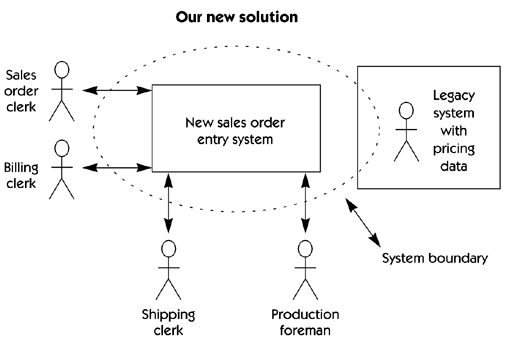 Our new solution
Sales
order
clerk
New sales order
entry system
Legacy
system
with
pricing
data
Billing
clerk
System boundary
Shipping
clerk
Production
foreman